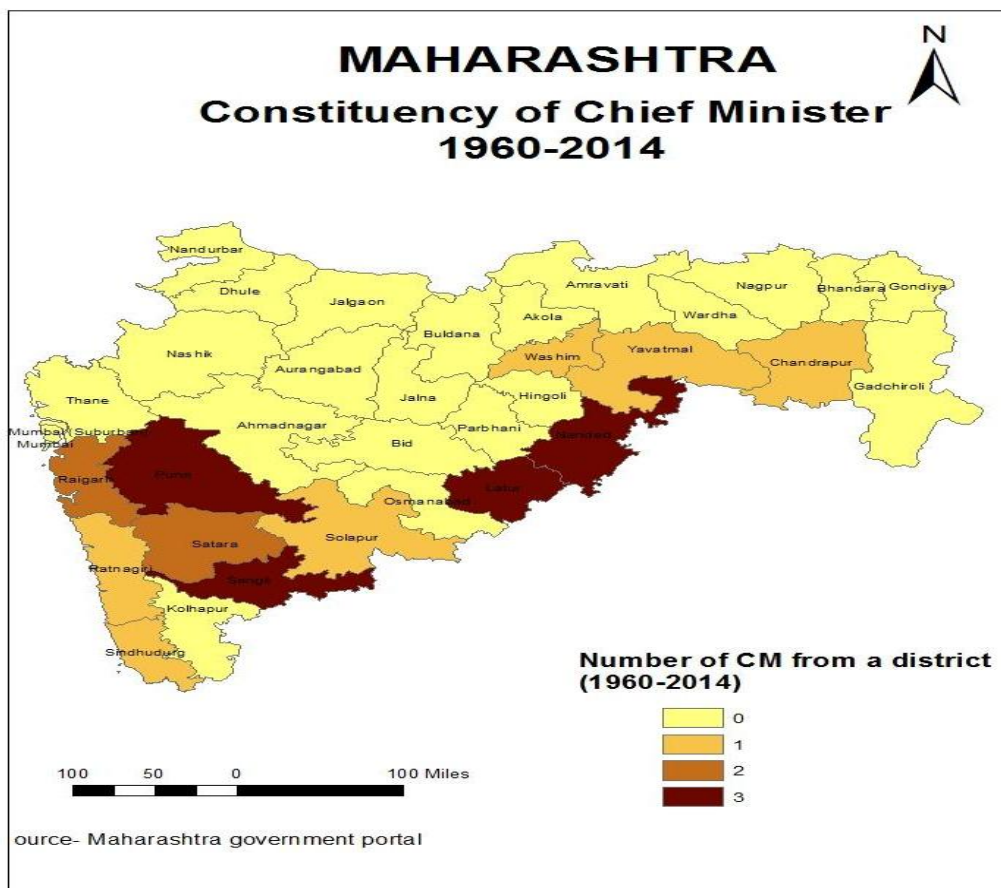 N
MAHARASHTRA
Constituency of Chief Minister
1960-2014
Nandurbar
Dhule
Jalgaon
Amravati
Nagpur
Bhandara
Gondiya
Akola
Wardha
Buldana
Nashik
Washim
Yavatmal
Chandrapur
Aurangabad
Gadchiroli
Thane
Jalna
Hingoli
Ahmadnagar
Parbhani
Mumbai (Suburban)
Mumbai
Bid
Nanded
Raigarh
Pune
Latur
Osmanabad
Solapur
Satara
Ratnagiri
Sangli
Kolhapur
Sindhudurg
Number of CM from a district
(1960-2014)
0
1
2
3
100 50 0 100 Miles
ource- Maharashtra government portal